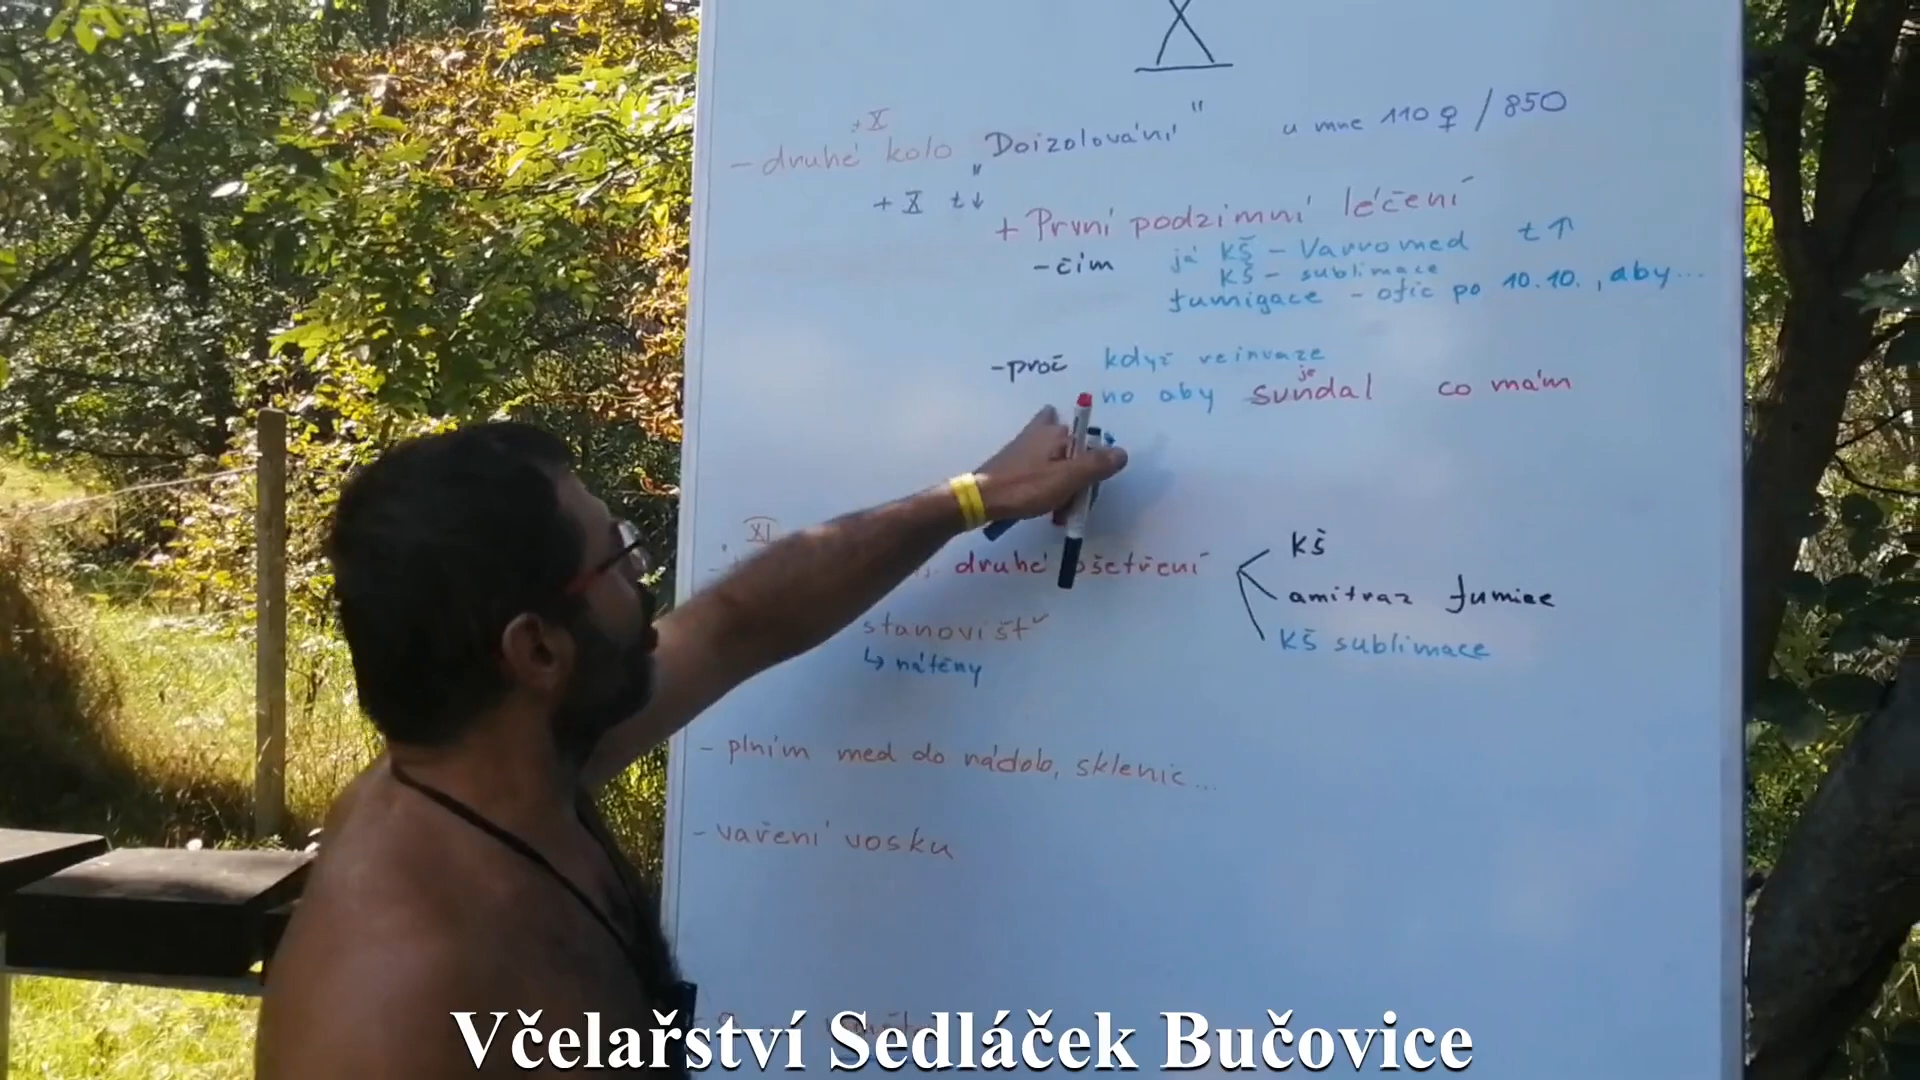 + X
- druhé kolo „Doizolování" u mne 110 ♀ / 850
+ X t↓
+ První podzimní léčení
- čím já KŠ - Varromed t↑
KŠ - sublimace
fumigace - ofic po 10.10., aby...
- proč když reinvaze
no aby je sundal co mám
XI
druhé ošetření
KŠ
amitraz fumiac
stanovišť
KŠ sublimace
↳ nátěny
- plním med do nádob, sklenic...
- vaření vosku
Včelařství Sedláček Bučovice